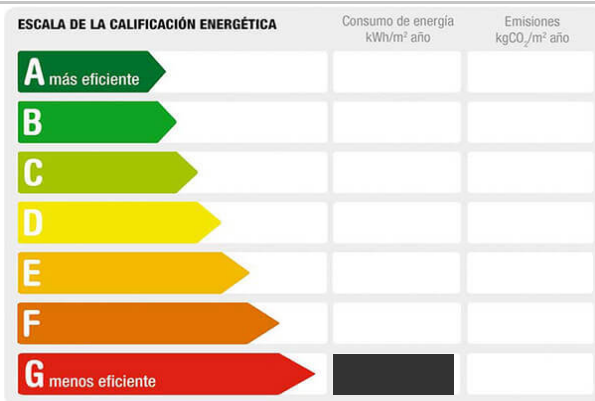 ESCALA DE LA CALIFICACIÓN ENERGÉTICA
Consumo de energía
kWh/m² año
Emisiones
kgCO₂/m² año
A más eficiente
B
C
D
E
F
G menos eficiente